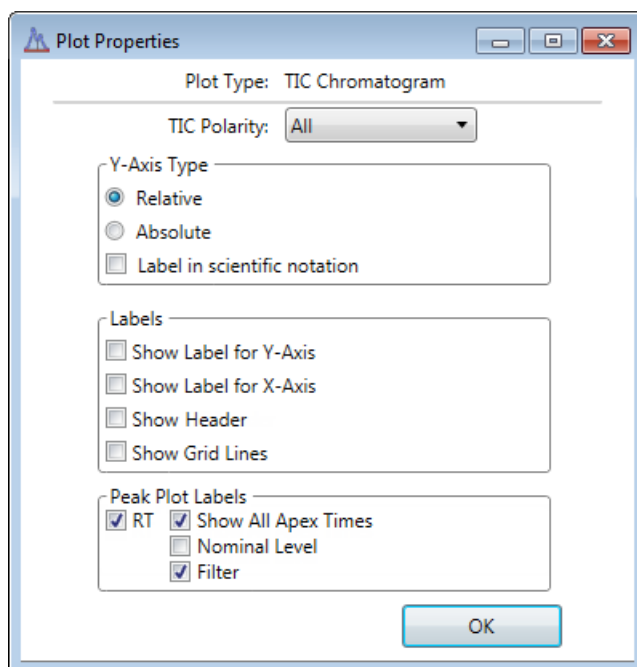 Plot Properties
Plot Type: TIC Chromatogram
TIC Polarity: All
Y-Axis Type
Relative
Absolute
Label in scientific notation
Labels
Show Label for Y-Axis
Show Label for X-Axis
Show Header
Show Grid Lines
Peak Plot Labels
RT Show All Apex Times
Nominal Level
Filter
OK